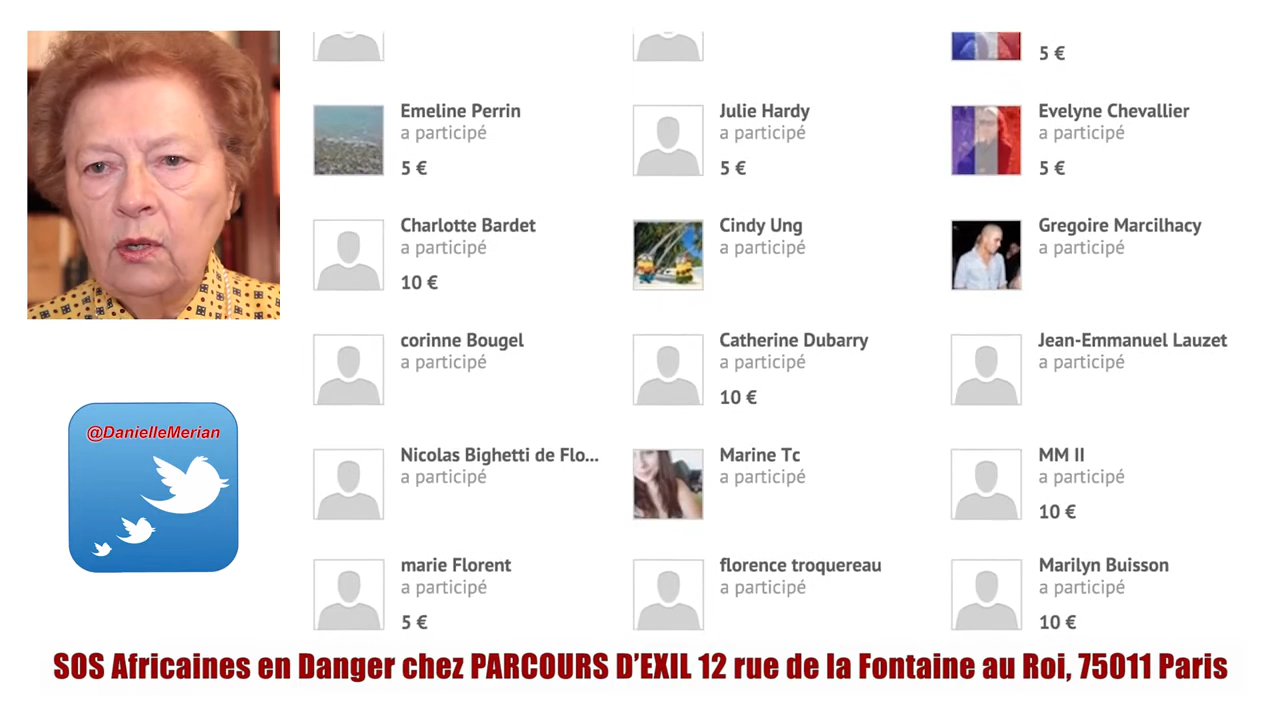 5 €
Emeline Perrin
a participé
5 €
Julie Hardy
a participé
5 €
Evelyne Chevallier
a participé
5 €
Charlotte Bardet
a participé
10 €
Cindy Ung
a participé
Gregoire Marcilhacy
a participé
corinne Bougel
a participé
Catherine Dubarry
a participé
10 €
Jean-Emmanuel Lauzet
a participé
@DanielleMerian
Nicolas Bighetti de Flo...
a participé
Marine Tc
a participé
MM II
a participé
10 €
marie Florent
a participé
5 €
florence troquereau
a participé
Marilyn Buisson
a participé
10 €
SOS Africaines en Danger chez PARCOURS D'EXIL 12 rue de la Fontaine au Roi, 75011 Paris